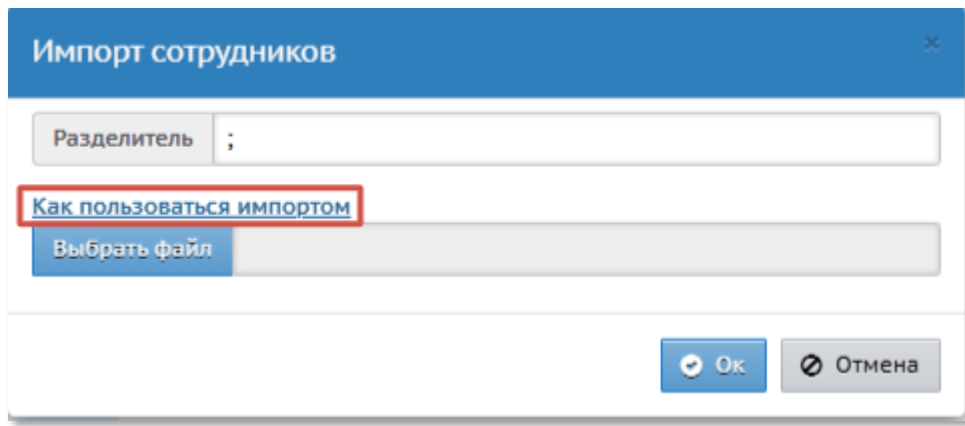 Импорт сотрудников
Разделитель ;
Как пользоваться импортом
Выбрать файл
Ок Отмена